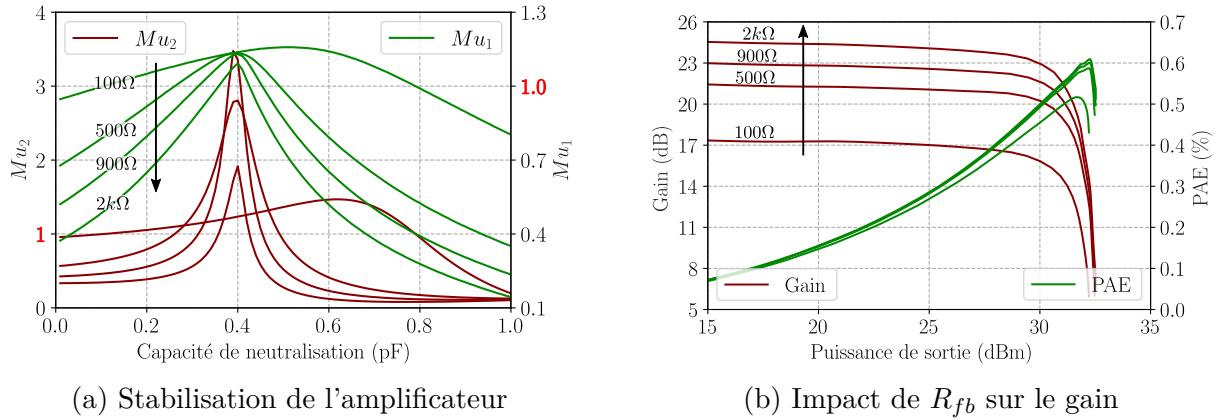 4
3
2
1
0
Mu₂
Mu₂
Mu₁
100Ω
500Ω
900Ω
2kΩ
1.3
1.0
0.7
0.4
0.1
Mu₁
0.0 0.2 0.4 0.6 0.8 1.0
Capacité de neutralisation (pF)
(a) Stabilisation de l'amplificateur
26
23
20
17
14
11
8
5
Gain (dB)
2kΩ
900Ω
500Ω
100Ω
Gain
PAE
0.7
0.6
0.5
0.4
0.3
0.2
0.1
0.0
PAE (%)
15 20 25 30 35
Puissance de sortie (dBm)
(b) Impact de R_{fb} sur le gain